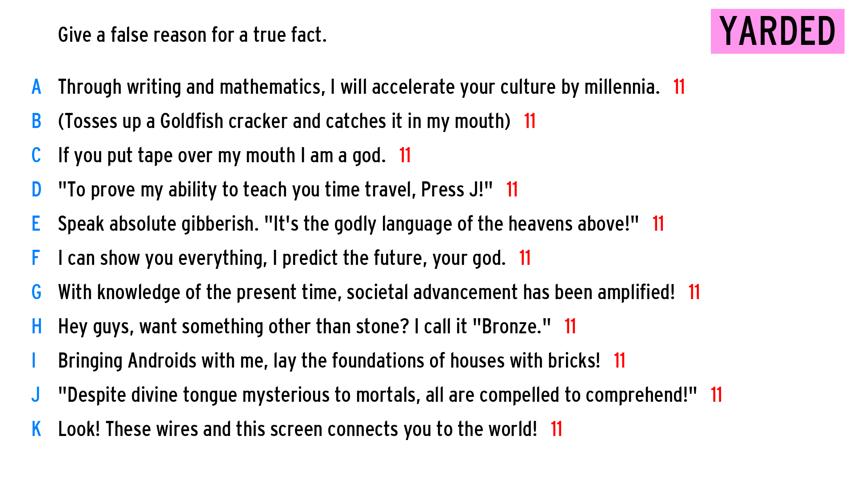 Give a false reason for a true fact.
YARDED
A Through writing and mathematics, I will accelerate your culture by millennia. 11
B (Tosses up a Goldfish cracker and catches it in my mouth) 11
C If you put tape over my mouth I am a god. 11
D "To prove my ability to teach you time travel, Press J!" 11
E Speak absolute gibberish. "It's the godly language of the heavens above!" 11
F I can show you everything, I predict the future, your god. 11
G With knowledge of the present time, societal advancement has been amplified! 11
H Hey guys, want something other than stone? I call it "Bronze." 11
I Bringing Androids with me, lay the foundations of houses with bricks! 11
J "Despite divine tongue mysterious to mortals, all are compelled to comprehend!" 11
K Look! These wires and this screen connects you to the world! 11